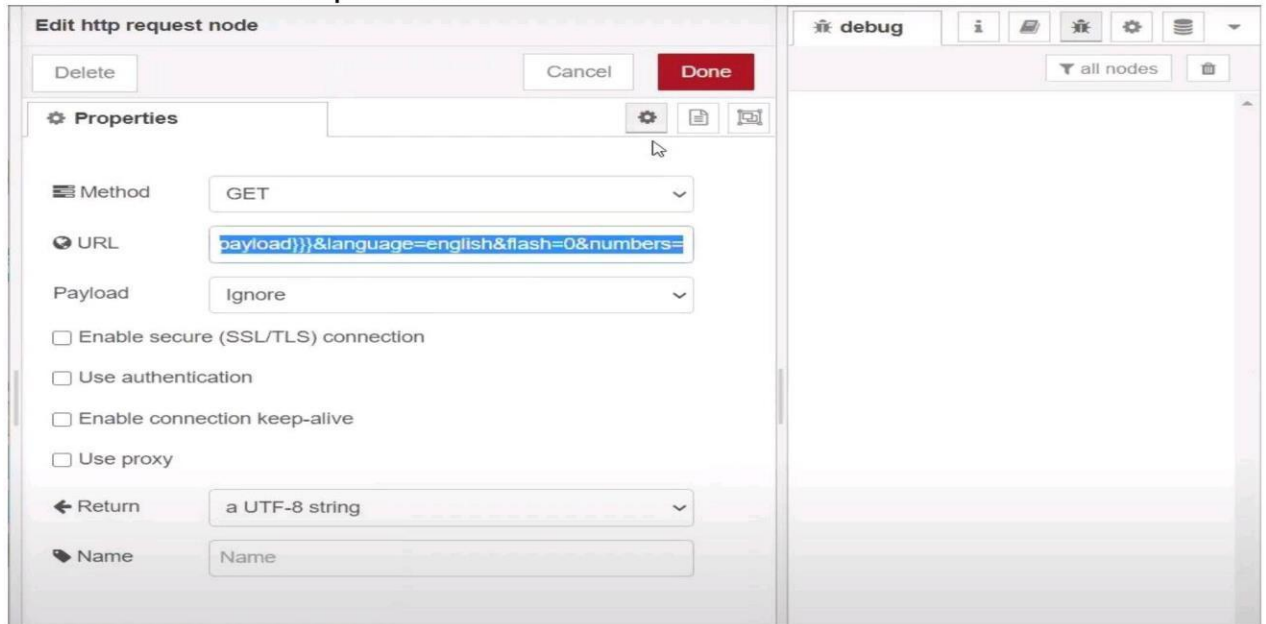 Edit http request node
debug
Delete
Cancel
Done
all nodes
Properties
Method
GET
URL
payload}}}&language=english&flash=0&numbers=
Payload
Ignore
Enable secure (SSL/TLS) connection
Use authentication
Enable connection keep-alive
Use proxy
Return
a UTF-8 string
Name
Name